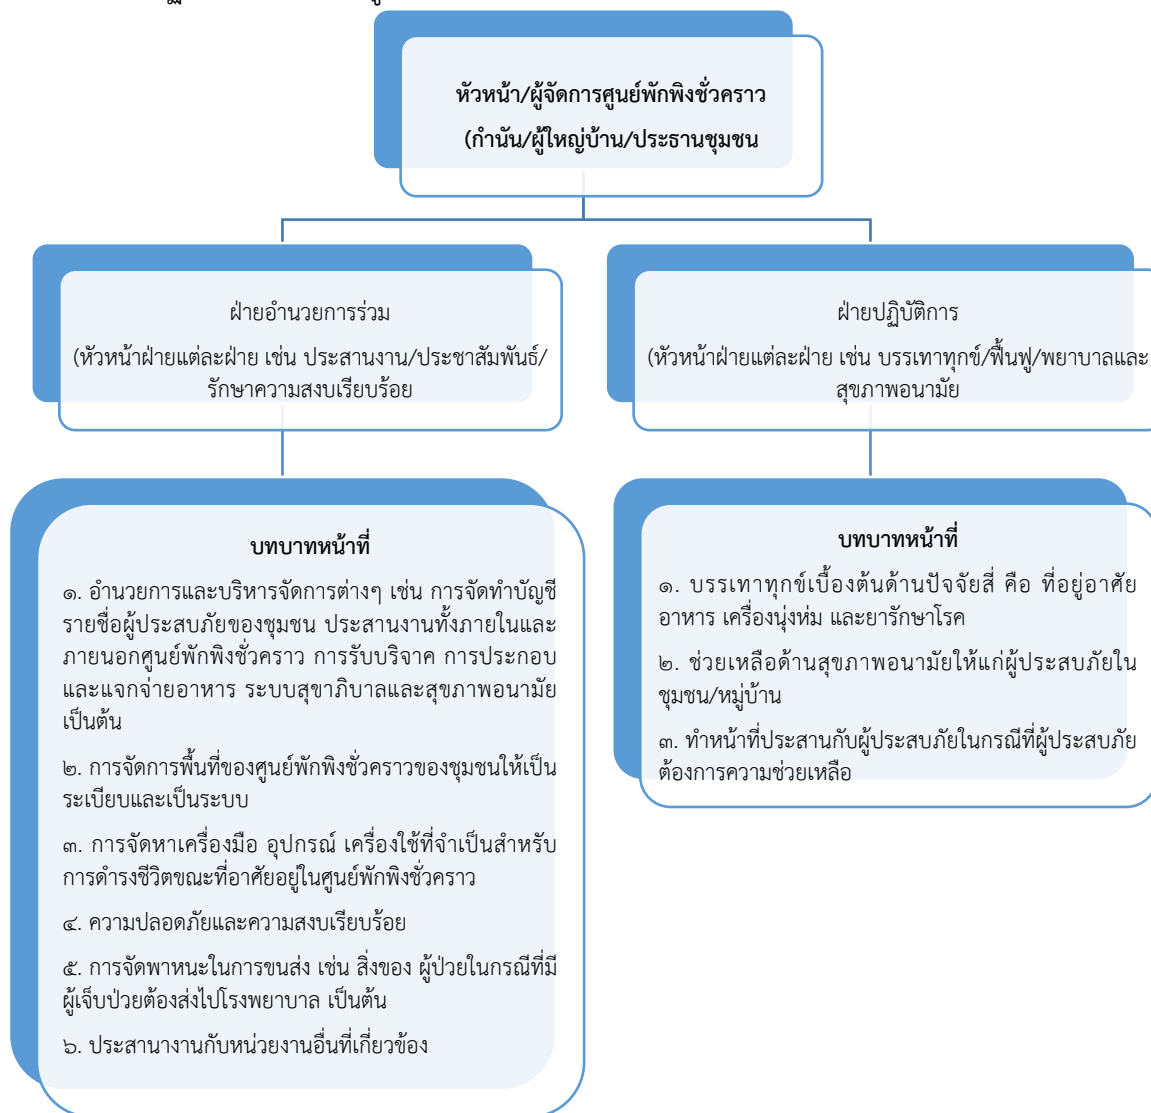 หัวหน้า/ผู้จัดการศูนย์พักพิงชั่วคราว
(กำนัน/ผู้ใหญ่บ้าน/ประธานชุมชน
ฝ่ายอำนวยการร่วม
(หัวหน้าฝ่ายแต่ละฝ่าย เช่น ประสานงาน/ประชาสัมพันธ์/
รักษาความสงบเรียบร้อย
ฝ่ายปฏิบัติการ
(หัวหน้าฝ่ายแต่ละฝ่าย เช่น บรรเทาทุกข์/ฟื้นฟู/พยาบาลและ
สุขภาพอนามัย
บทบาทหน้าที่
๑. อำนวยการและบริหารจัดการต่างๆ เช่น การจัดทำบัญชี
รายชื่อผู้ประสบภัยของชุมชน ประสานงานทั้งภายในและ
ภายนอกศูนย์พักพิงชั่วคราว การรับบริจาค การประกอบ
และแจกจ่ายอาหาร ระบบสุขาภิบาลและสุขภาพอนามัย
เป็นต้น
๒. การจัดการพื้นที่ของศูนย์พักพิงชั่วคราวของชุมชนให้เป็น
ระเบียบและเป็นระบบ
๓. การจัดหาเครื่องมือ อุปกรณ์ เครื่องใช้ที่จำเป็นสำหรับ
การดำรงชีวิตขณะที่อาศัยอยู่ในศูนย์พักพิงชั่วคราว
๔. ความปลอดภัยและความสงบเรียบร้อย
๕. การจัดพาหนะในการขนส่ง เช่น สิ่งของ ผู้ป่วยในกรณีที่มี
ผู้เจ็บป่วยต้องส่งไปโรงพยาบาล เป็นต้น
๖. ประสานางานกับหน่วยงานอื่นที่เกี่ยวข้อง
บทบาทหน้าที่
๑. บรรเทาทุกข์เบื้องต้นด้านปัจจัยสี่ คือ ที่อยู่อาศัย
อาหาร เครื่องนุ่งห่ม และยารักษาโรค
๒. ช่วยเหลือด้านสุขภาพอนามัยให้แก่ผู้ประสบภัยใน
ชุมชน/หมู่บ้าน
๓. ทำหน้าที่ประสานกับผู้ประสบภัยในกรณีที่ผู้ประสบภัย
ต้องการความช่วยเหลือ